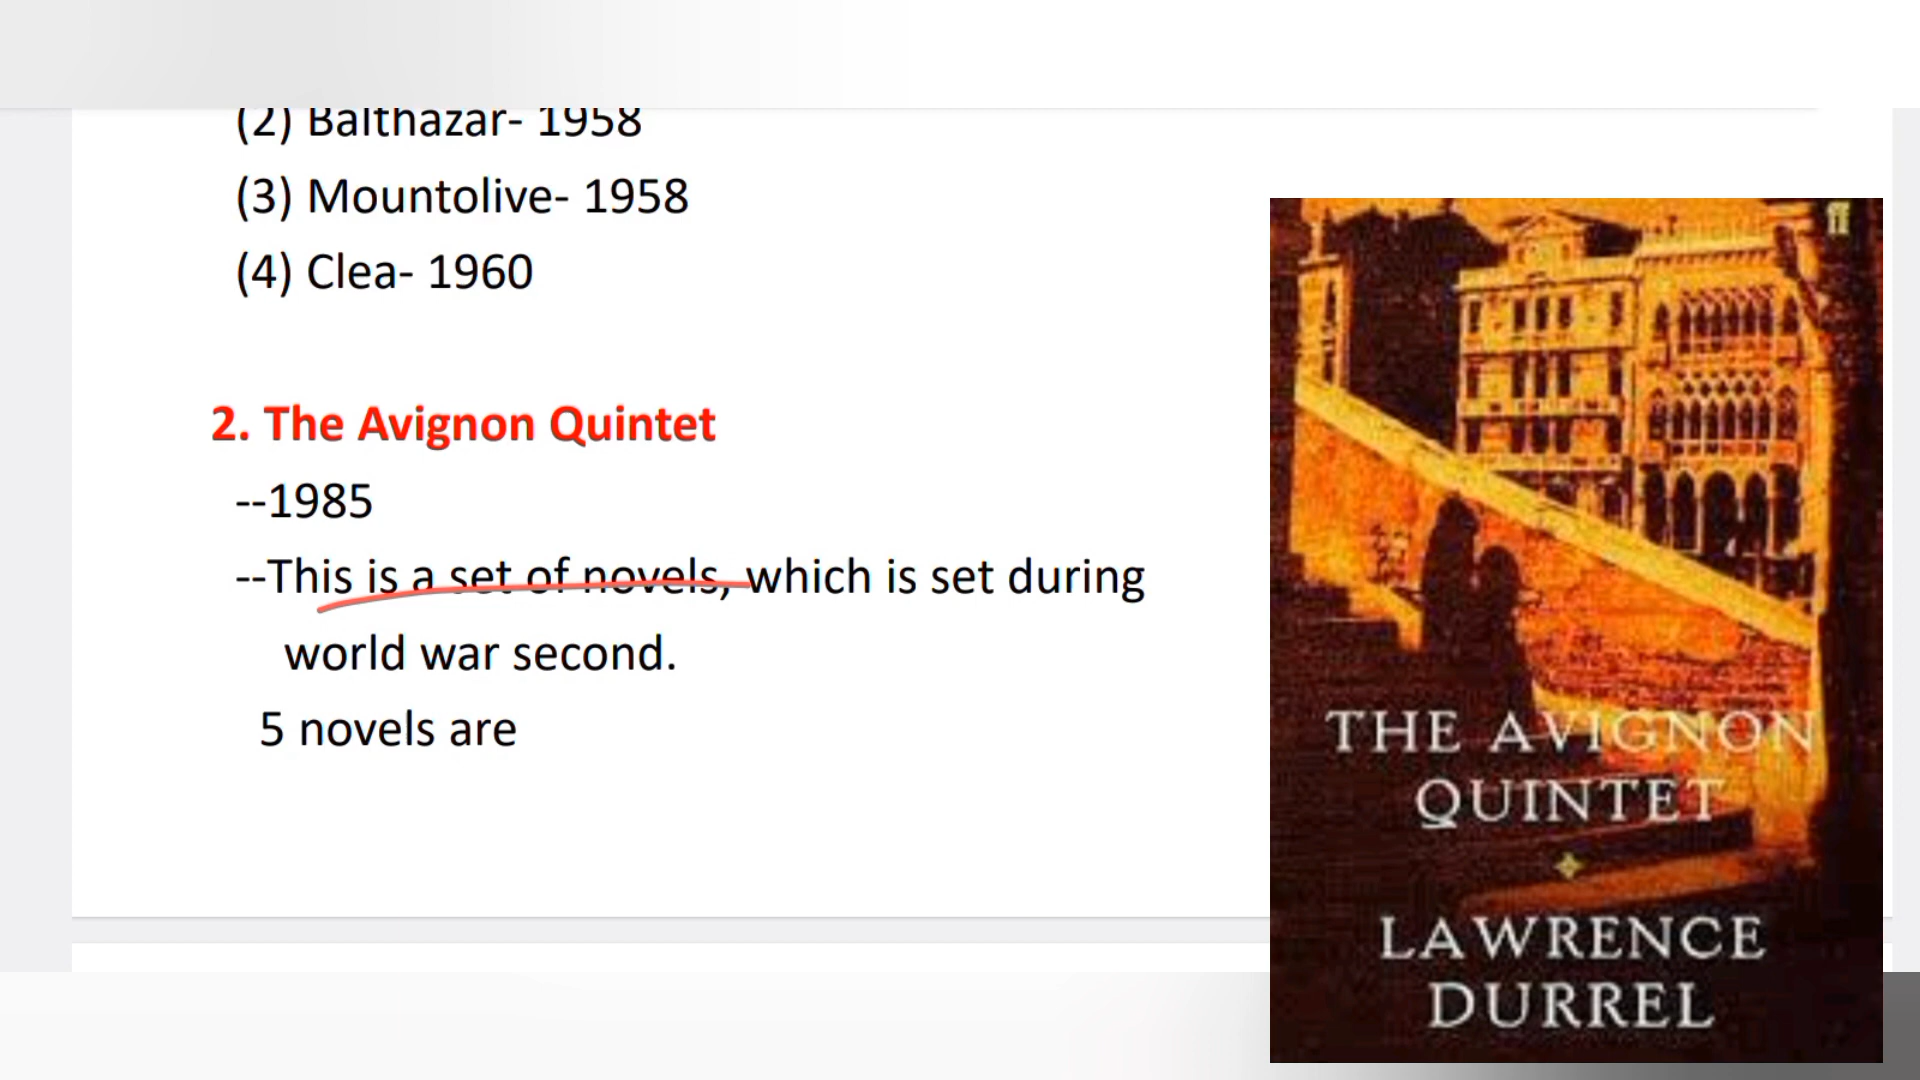 (2) Balthazar- 1958
(3) Mountolive- 1958
(4) Clea- 1960
2. The Avignon Quintet
--1985
--This is a set of novels, which is set during
world war second.
5 novels are
ff
THE AVIGNON
QUINTET
LAWRENCE
DURREL